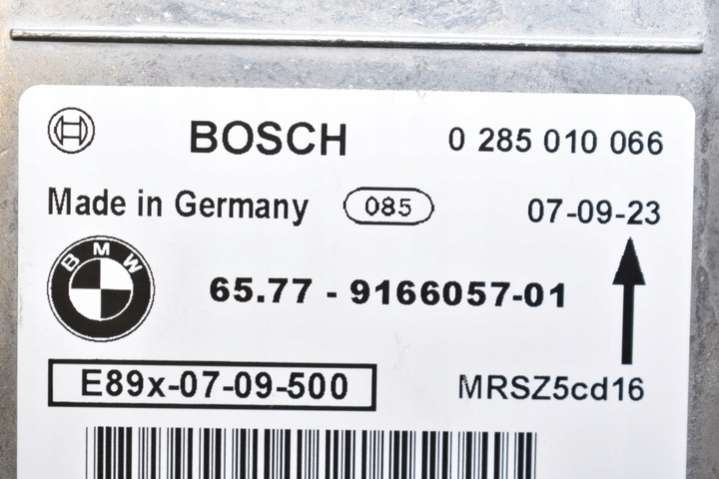 BOSCH 0 285 010 066
Made in Germany 085 07-09-23
BMW 65.77 - 9166057-01
E89x-07-09-500 MRSZ5cd16